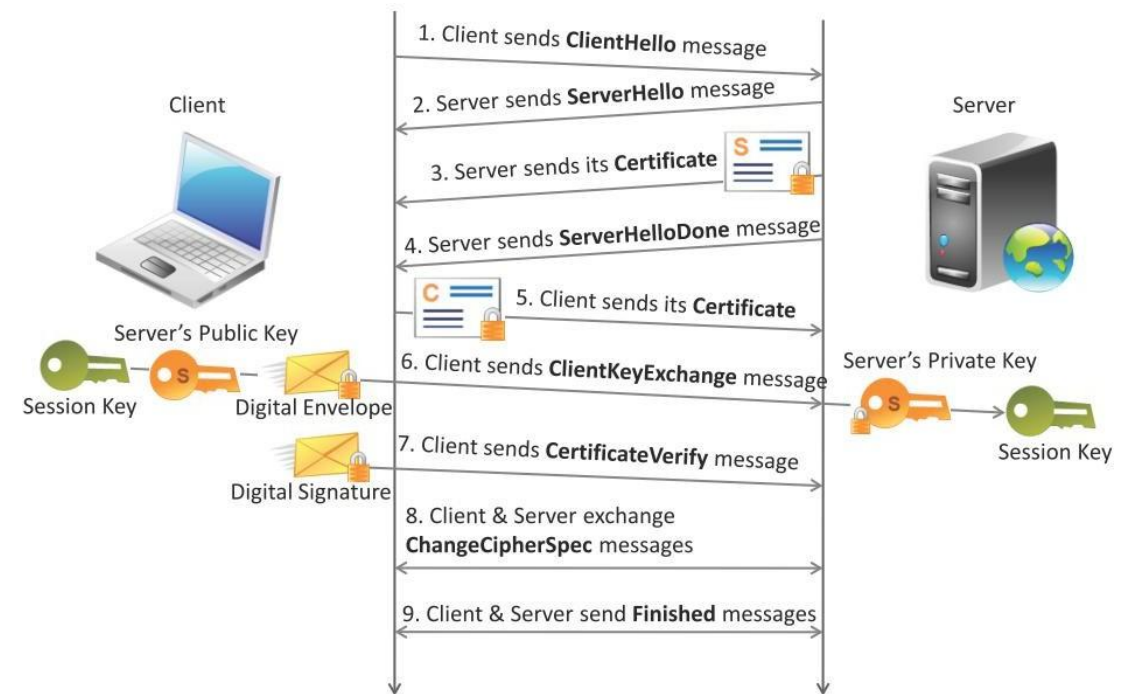 1. Client sends ClientHello message
2. Server sends ServerHello message
Client
Server
S
3. Server sends its Certificate
4. Server sends ServerHelloDone message
C
5. Client sends its Certificate
Server's Public Key
6. Client sends ClientKeyExchange message
Server's Private Key
S
S
Session Key
Digital Envelope
Session Key
7. Client sends CertificateVerify message
Digital Signature
8. Client & Server exchange
ChangeCipherSpec messages
9. Client & Server send Finished messages